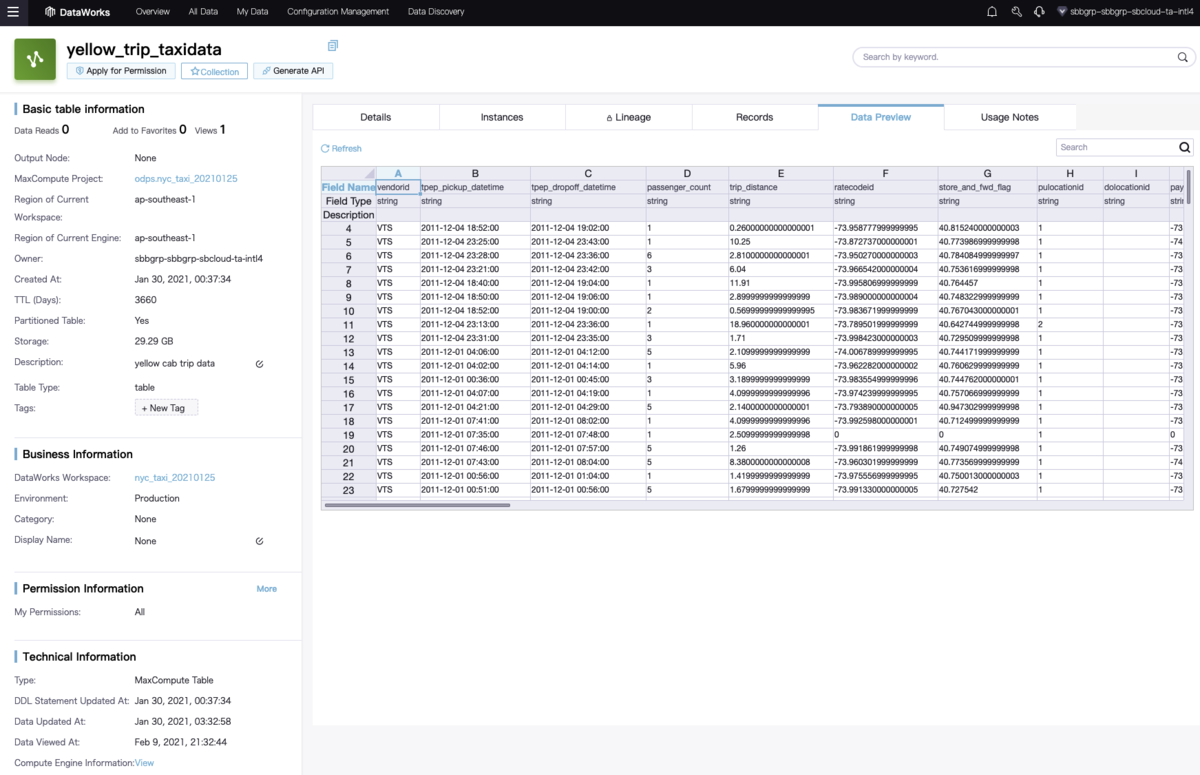 DataWorks Overview All Data My Data Configuration Management Data Discovery sbbgrp-sbbgrp-sbcloud-ta-intl4
yellow_trip_taxidata
Search by keyword.
Apply for Permission Collection Generate API
Basic table information
Data Reads 0 Add to Favorites 0 Views 1
Output Node: None
MaxCompute Project: odps.nyc_taxi_20210125
Region of Current Workspace: ap-southeast-1
Region of Current Engine: ap-southeast-1
Owner: sbbgrp-sbbgrp-sbcloud-ta-intl4
Created At: Jan 30, 2021, 00:37:34
TTL (Days): 3660
Partitioned Table: Yes
Storage: 29.29 GB
Description: yellow cab trip data
Table Type: table
Tags: + New Tag
Business Information
DataWorks Workspace: nyc_taxi_20210125
Environment: Production
Category: None
Display Name: None
Permission Information More
My Permissions: All
Technical Information
Type: MaxCompute Table
DDL Statement Updated At: Jan 30, 2021, 00:37:34
Data Updated At: Jan 30, 2021, 03:32:58
Data Viewed At: Feb 9, 2021, 21:32:44
Compute Engine Information:View
Details Instances Lineage Records Data Preview Usage Notes
Refresh Search
A B C D E F G H I
Field Name vendorid tpep_pickup_datetime tpep_dropoff_datetime passenger_count trip_distance ratecodeid store_and_fwd_flag pulocationid dolocationid pay
Field Type string string string string string string string string string stri
Description
4 VTS 2011-12-04 18:52:00 2011-12-04 19:02:00 1 0.26000000000000001 -73.958777999999995 40.815240000000003 1 -73
5 VTS 2011-12-04 23:25:00 2011-12-04 23:43:00 1 10.25 -73.872737000000001 40.773986999999998 1 -74
6 VTS 2011-12-04 23:28:00 2011-12-04 23:36:00 6 2.8100000000000001 -73.950270000000003 40.784084999999997 1 -73
7 VTS 2011-12-04 23:21:00 2011-12-04 23:42:00 3 6.04 -73.966542000000004 40.753616999999998 1 -73
8 VTS 2011-12-04 18:40:00 2011-12-04 19:04:00 1 11.91 -73.995806999999999 40.764457 1 -73
9 VTS 2011-12-04 18:50:00 2011-12-04 19:06:00 1 2.8999999999999999 -73.989000000000004 40.748322999999999 1 -73
10 VTS 2011-12-04 18:52:00 2011-12-04 19:00:00 2 0.56999999999999995 -73.983671999999999 40.767043000000001 1 -73
11 VTS 2011-12-04 23:13:00 2011-12-04 23:36:00 1 18.960000000000001 -73.789501999999999 40.642744999999998 2 -73
12 VTS 2011-12-04 23:31:00 2011-12-04 23:35:00 3 1.71 -73.998423000000003 40.729509999999998 1 -73
13 VTS 2011-12-01 04:06:00 2011-12-01 04:12:00 5 2.1099999999999999 -74.006789999999995 40.744171999999999 1 -73
14 VTS 2011-12-01 04:02:00 2011-12-01 04:14:00 1 5.96 -73.962282000000002 40.760629999999999 1 -73
15 VTS 2011-12-01 00:36:00 2011-12-01 00:45:00 3 3.1899999999999999 -73.983554999999996 40.744762000000001 1 -73
16 VTS 2011-12-01 04:07:00 2011-12-01 04:19:00 1 4.0999999999999996 -73.974239999999995 40.757066999999999 1 -73
17 VTS 2011-12-01 04:21:00 2011-12-01 04:29:00 5 2.1400000000000001 -73.793890000000005 40.947302999999998 1 -73
18 VTS 2011-12-01 07:41:00 2011-12-01 08:02:00 1 4.0999999999999996 -73.992598000000001 40.712499999999999 1 -73
19 VTS 2011-12-01 07:35:00 2011-12-01 07:48:00 1 2.5099999999999998 0 0 1 0
20 VTS 2011-12-01 07:46:00 2011-12-01 07:57:00 5 1.26 -73.991861999999998 40.749074999999998 1 -73
21 VTS 2011-12-01 07:43:00 2011-12-01 08:04:00 5 8.3800000000000008 -73.960301999999999 40.773569999999999 1 -74
22 VTS 2011-12-01 00:56:00 2011-12-01 01:04:00 1 1.4199999999999999 -73.975556999999995 40.750013000000003 1 -73
23 VTS 2011-12-01 00:51:00 2011-12-01 00:56:00 5 1.6799999999999999 -73.991330000000005 40.727542 1 -73